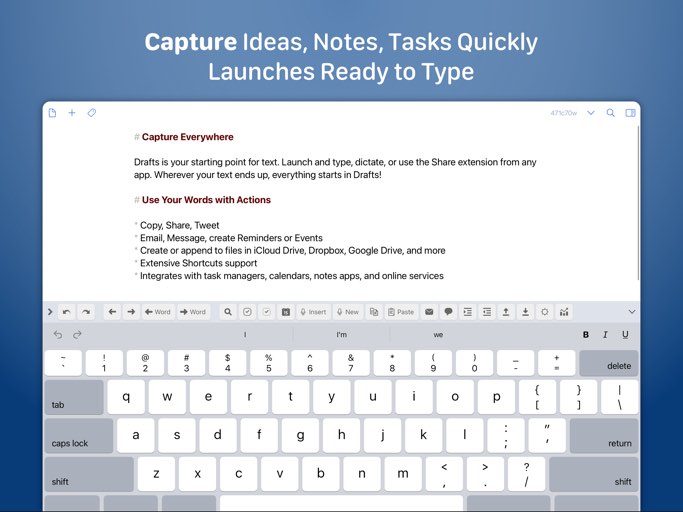 Capture Ideas, Notes, Tasks Quickly
Launches Ready to Type
471c70w
# Capture Everywhere
Drafts is your starting point for text. Launch and type, dictate, or use the Share extension from any
app. Wherever your text ends up, everything starts in Drafts!
# Use Your Words with Actions
* Copy, Share, Tweet
* Email, Message, create Reminders or Events
* Create or append to files in iCloud Drive, Dropbox, Google Drive, and more
* Extensive Shortcuts support
* Integrates with task managers, calendars, notes apps, and online services
Word Word Insert New Paste
I I'm we B I U
~ ! @ # $ % ^ & * ( ) _ +
` 1 2 3 4 5 6 7 8 9 0 - = delete
tab q w e r t y u i o p { [ } ] | \
caps lock a s d f g h j k l : ; " ' return
shift z x c v b n m < , > . ? / shift